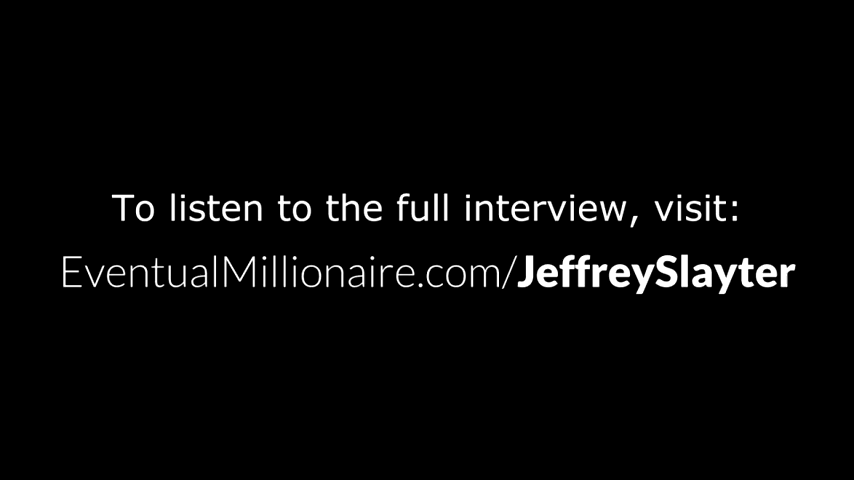 To listen to the full interview, visit:
EventualMillionaire.com/JeffreySlayter